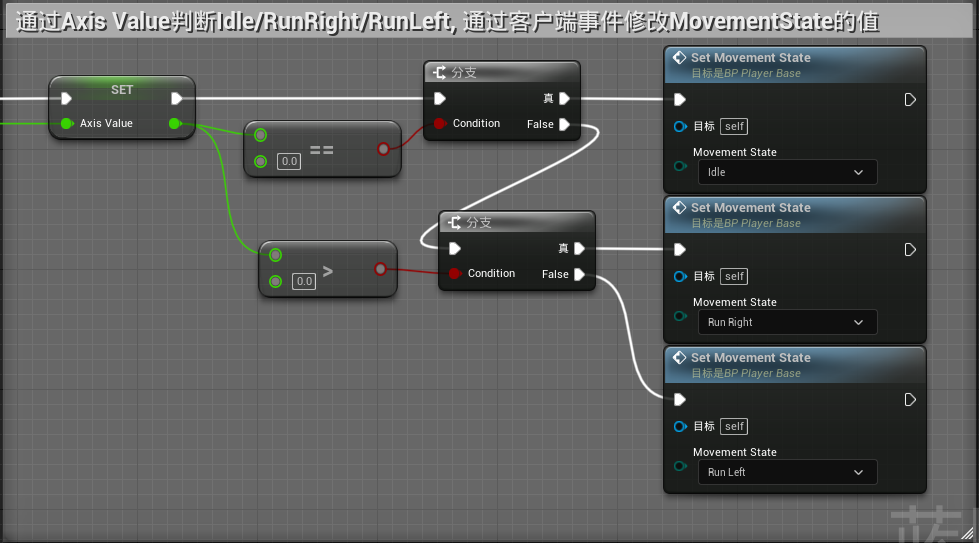 通过Axis Value判断Idle/RunRight/RunLeft, 通过客户端事件修改MovementState的值
SET
Axis Value
0.0
==
分支
真
Condition
False
Set Movement State
目标是BP Player Base
目标
self
Movement State
Idle
0.0
>
分支
真
Condition
False
Set Movement State
目标是BP Player Base
目标
self
Movement State
Run Right
Set Movement State
目标是BP Player Base
目标
self
Movement State
Run Left